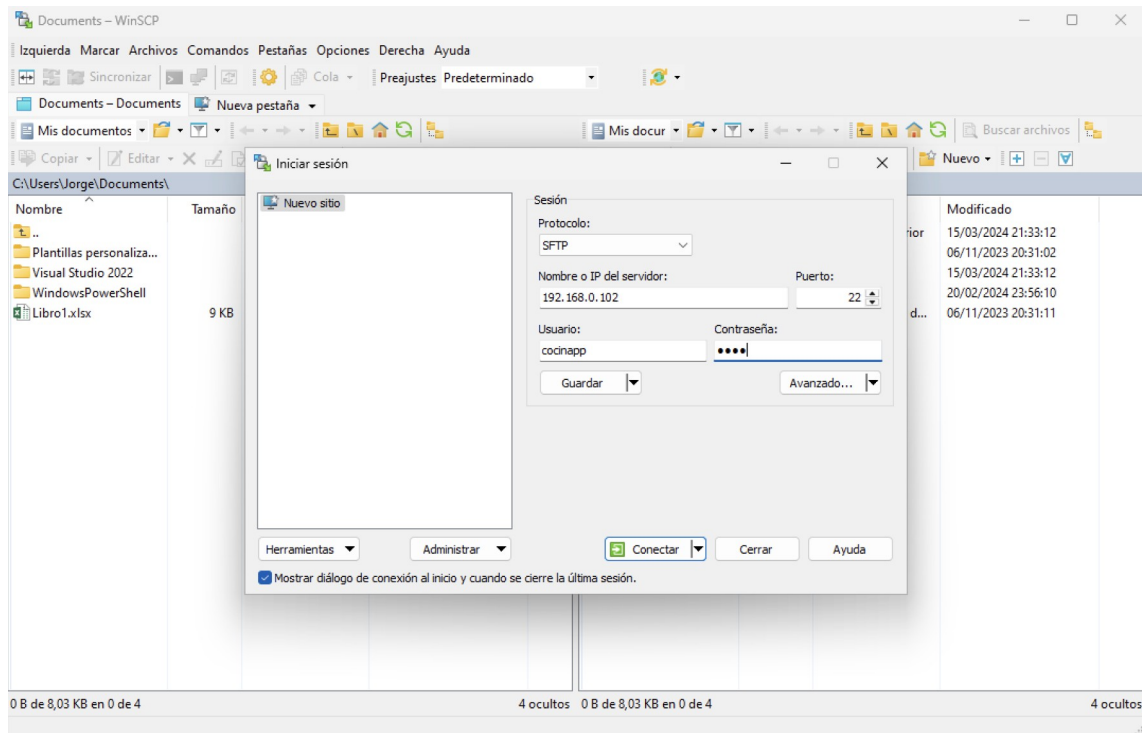 Documents – WinSCP
Izquierda Marcar Archivos Comandos Pestañas Opciones Derecha Ayuda
Sincronizar Cola Preajustes Predeterminado
Documents – Documents Nueva pestaña
Mis documentos Mis docur Buscar archivos
Copiar Editar Nuevo
C:\Users\Jorge\Documents\
Nombre Tamaño Modificado
.. rior 15/03/2024 21:33:12
Plantillas personaliza... 06/11/2023 20:31:02
Visual Studio 2022 15/03/2024 21:33:12
WindowsPowerShell 20/02/2024 23:56:10
Libro1.xlsx 9 KB d... 06/11/2023 20:31:11
Iniciar sesión
Nuevo sitio
Sesión
Protocolo:
SFTP
Nombre o IP del servidor: Puerto:
192.168.0.102 22
Usuario: Contraseña:
cocinapp ••••
Guardar Avanzado...
Herramientas Administrar Conectar Cerrar Ayuda
Mostrar diálogo de conexión al inicio y cuando se cierre la última sesión.
0 B de 8,03 KB en 0 de 4 4 ocultos 0 B de 8,03 KB en 0 de 4 4 ocultos